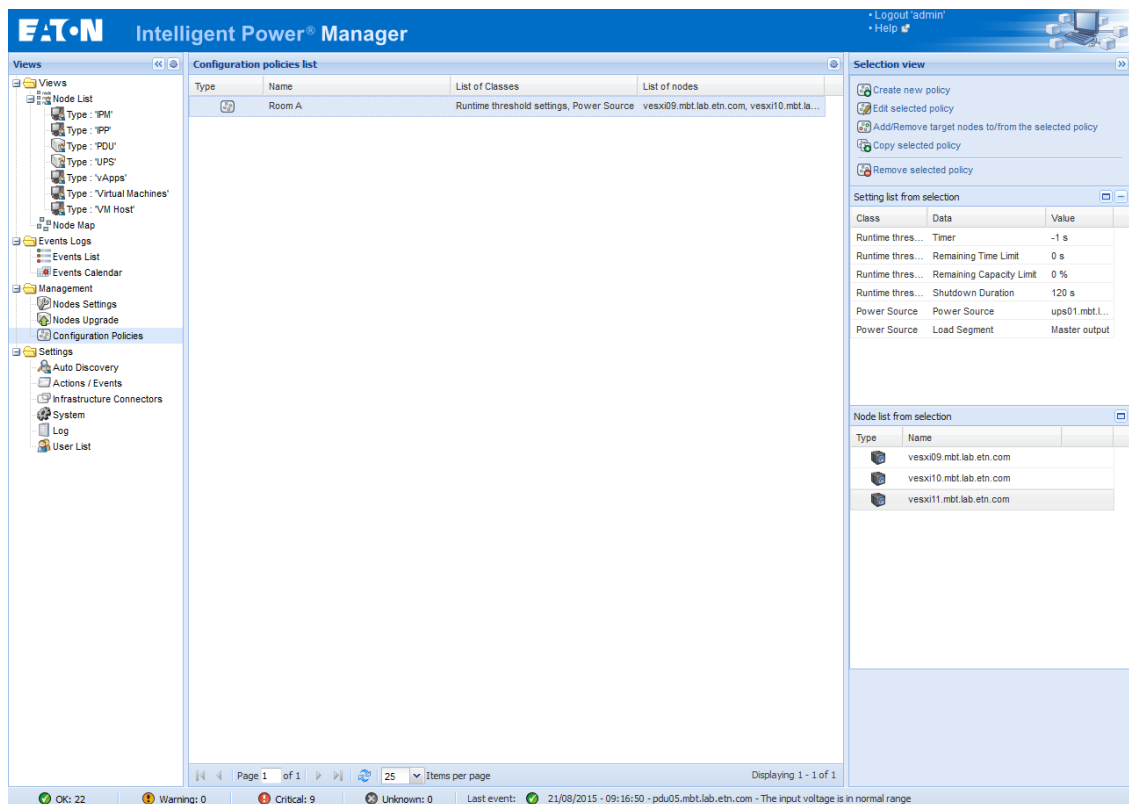 EATON Intelligent Power® Manager
• Logout 'admin'
• Help
Views
Views
Node List
Type : 'IPM'
Type : 'IPP'
Type : 'PDU'
Type : 'UPS'
Type : 'vApps'
Type : 'Virtual Machines'
Type : 'VM Host'
Node Map
Events Logs
Events List
Events Calendar
Management
Nodes Settings
Nodes Upgrade
Configuration Policies
Settings
Auto Discovery
Actions / Events
Infrastructure Connectors
System
Log
User List
Configuration policies list
Type Name List of Classes List of nodes
Room A Runtime threshold settings, Power Source vesxi09.mbt.lab.etn.com, vesxi10.mbt.la...
Page 1 of 1 25 Items per page Displaying 1 - 1 of 1
Selection view
Create new policy
Edit selected policy
Add/Remove target nodes to/from the selected policy
Copy selected policy
Remove selected policy
Setting list from selection
Class Data Value
Runtime thres... Timer -1 s
Runtime thres... Remaining Time Limit 0 s
Runtime thres... Remaining Capacity Limit 0 %
Runtime thres... Shutdown Duration 120 s
Power Source Power Source ups01.mbt.l...
Power Source Load Segment Master output
Node list from selection
Type Name
vesxi09.mbt.lab.etn.com
vesxi10.mbt.lab.etn.com
vesxi11.mbt.lab.etn.com
OK: 22 Warning: 0 Critical: 9 Unknown: 0 Last event: 21/08/2015 - 09:16:50 - pdu05.mbt.lab.etn.com - The input voltage is in normal range